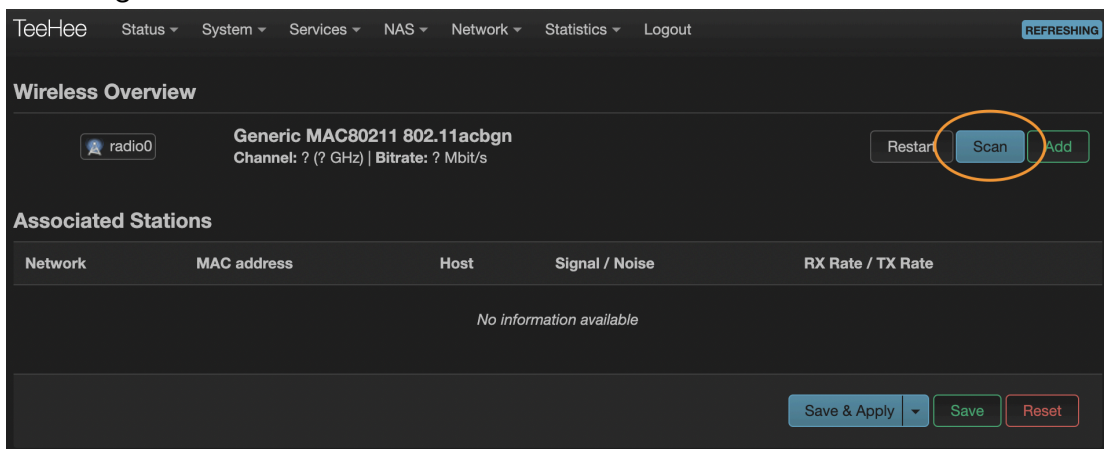 TeeHee Status System Services NAS Network Statistics Logout REFRESHING
Wireless Overview
radio0
Generic MAC80211 802.11acbgn
Channel: ? (? GHz) | Bitrate: ? Mbit/s
Restart Scan Add
Associated Stations
Network MAC address Host Signal / Noise RX Rate / TX Rate
No information available
Save & Apply Save Reset